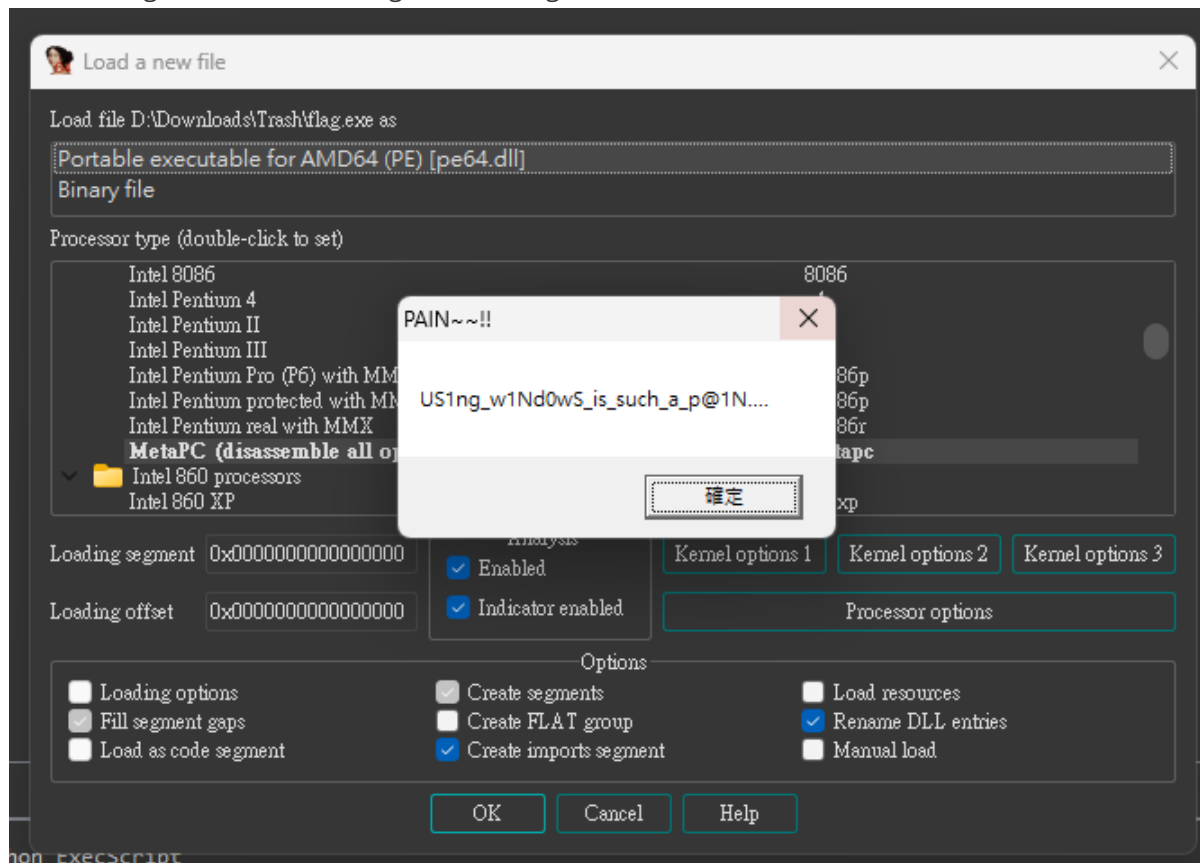 Load a new file
Load file D:\Downloads\Trash\flag.exe as
Portable executable for AMD64 (PE) [pe64.dll]
Binary file
Processor type (double-click to set)
Intel 8086 8086
Intel Pentium 4
Intel Pentium II
Intel Pentium III
Intel Pentium Pro (P6) with MM 86p
Intel Pentium protected with MM 86p
Intel Pentium real with MMX 86r
MetaPC (disassemble all op tapc
Intel 860 processors
Intel 860 XP xp
PAIN~~!!
US1ng_w1Nd0wS_is_such_a_p@1N....
確定
Loading segment 0x0000000000000000
Loading offset 0x0000000000000000
Analysis
Enabled
Indicator enabled
Kernel options 1 Kernel options 2 Kernel options 3
Processor options
Options
Loading options Create segments Load resources
Fill segment gaps Create FLAT group Rename DLL entries
Load as code segment Create imports segment Manual load
OK Cancel Help
ExecScript